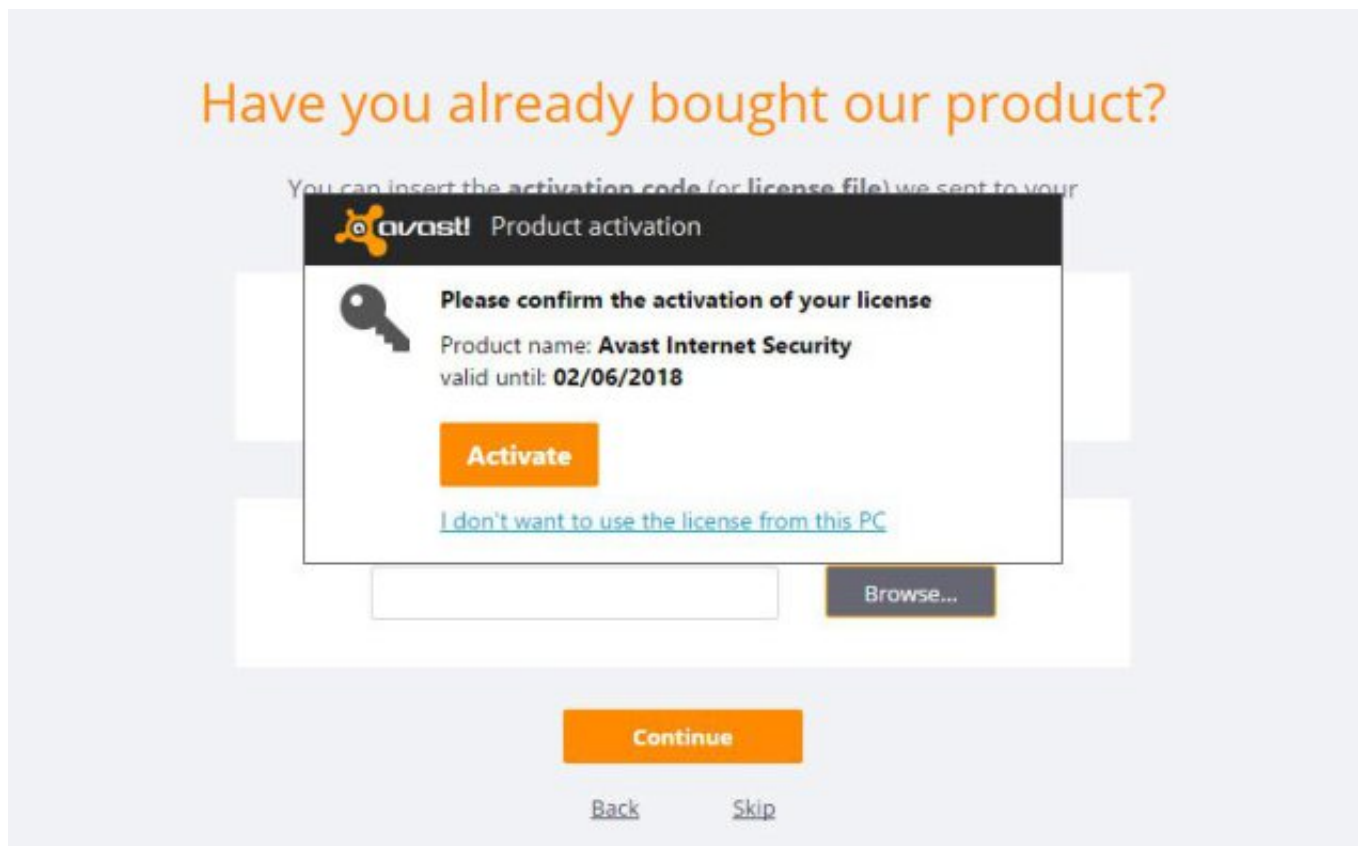 Have you already bought our product?
You can insert the activation code (or license file) we sent to your
avast! Product activation
Please confirm the activation of your license
Product name: Avast Internet Security
valid until: 02/06/2018
Activate
I don't want to use the license from this PC
Browse...
Continue
Back Skip